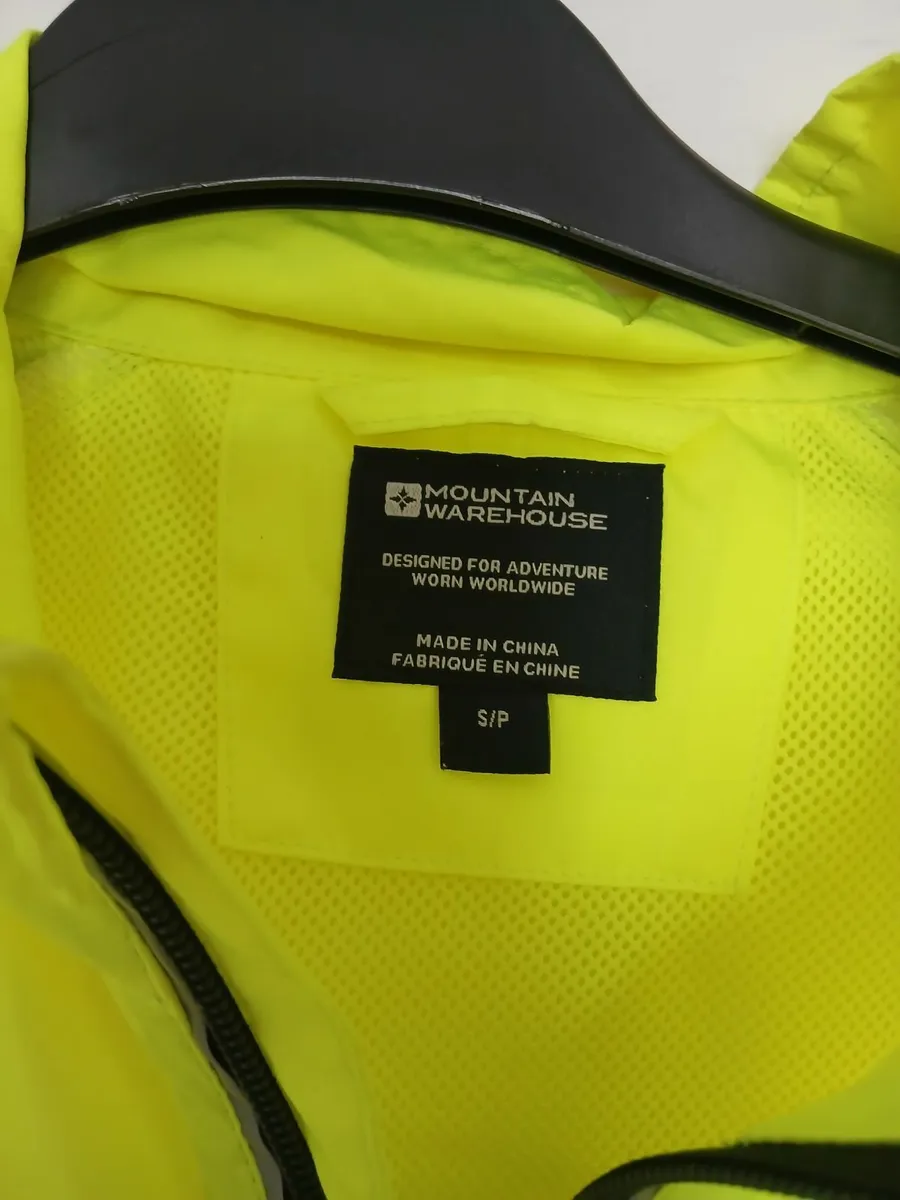 MOUNTAIN
WAREHOUSE
DESIGNED FOR ADVENTURE
WORN WORLDWIDE
MADE IN CHINA
FABRIQUÉ EN CHINE
S/P